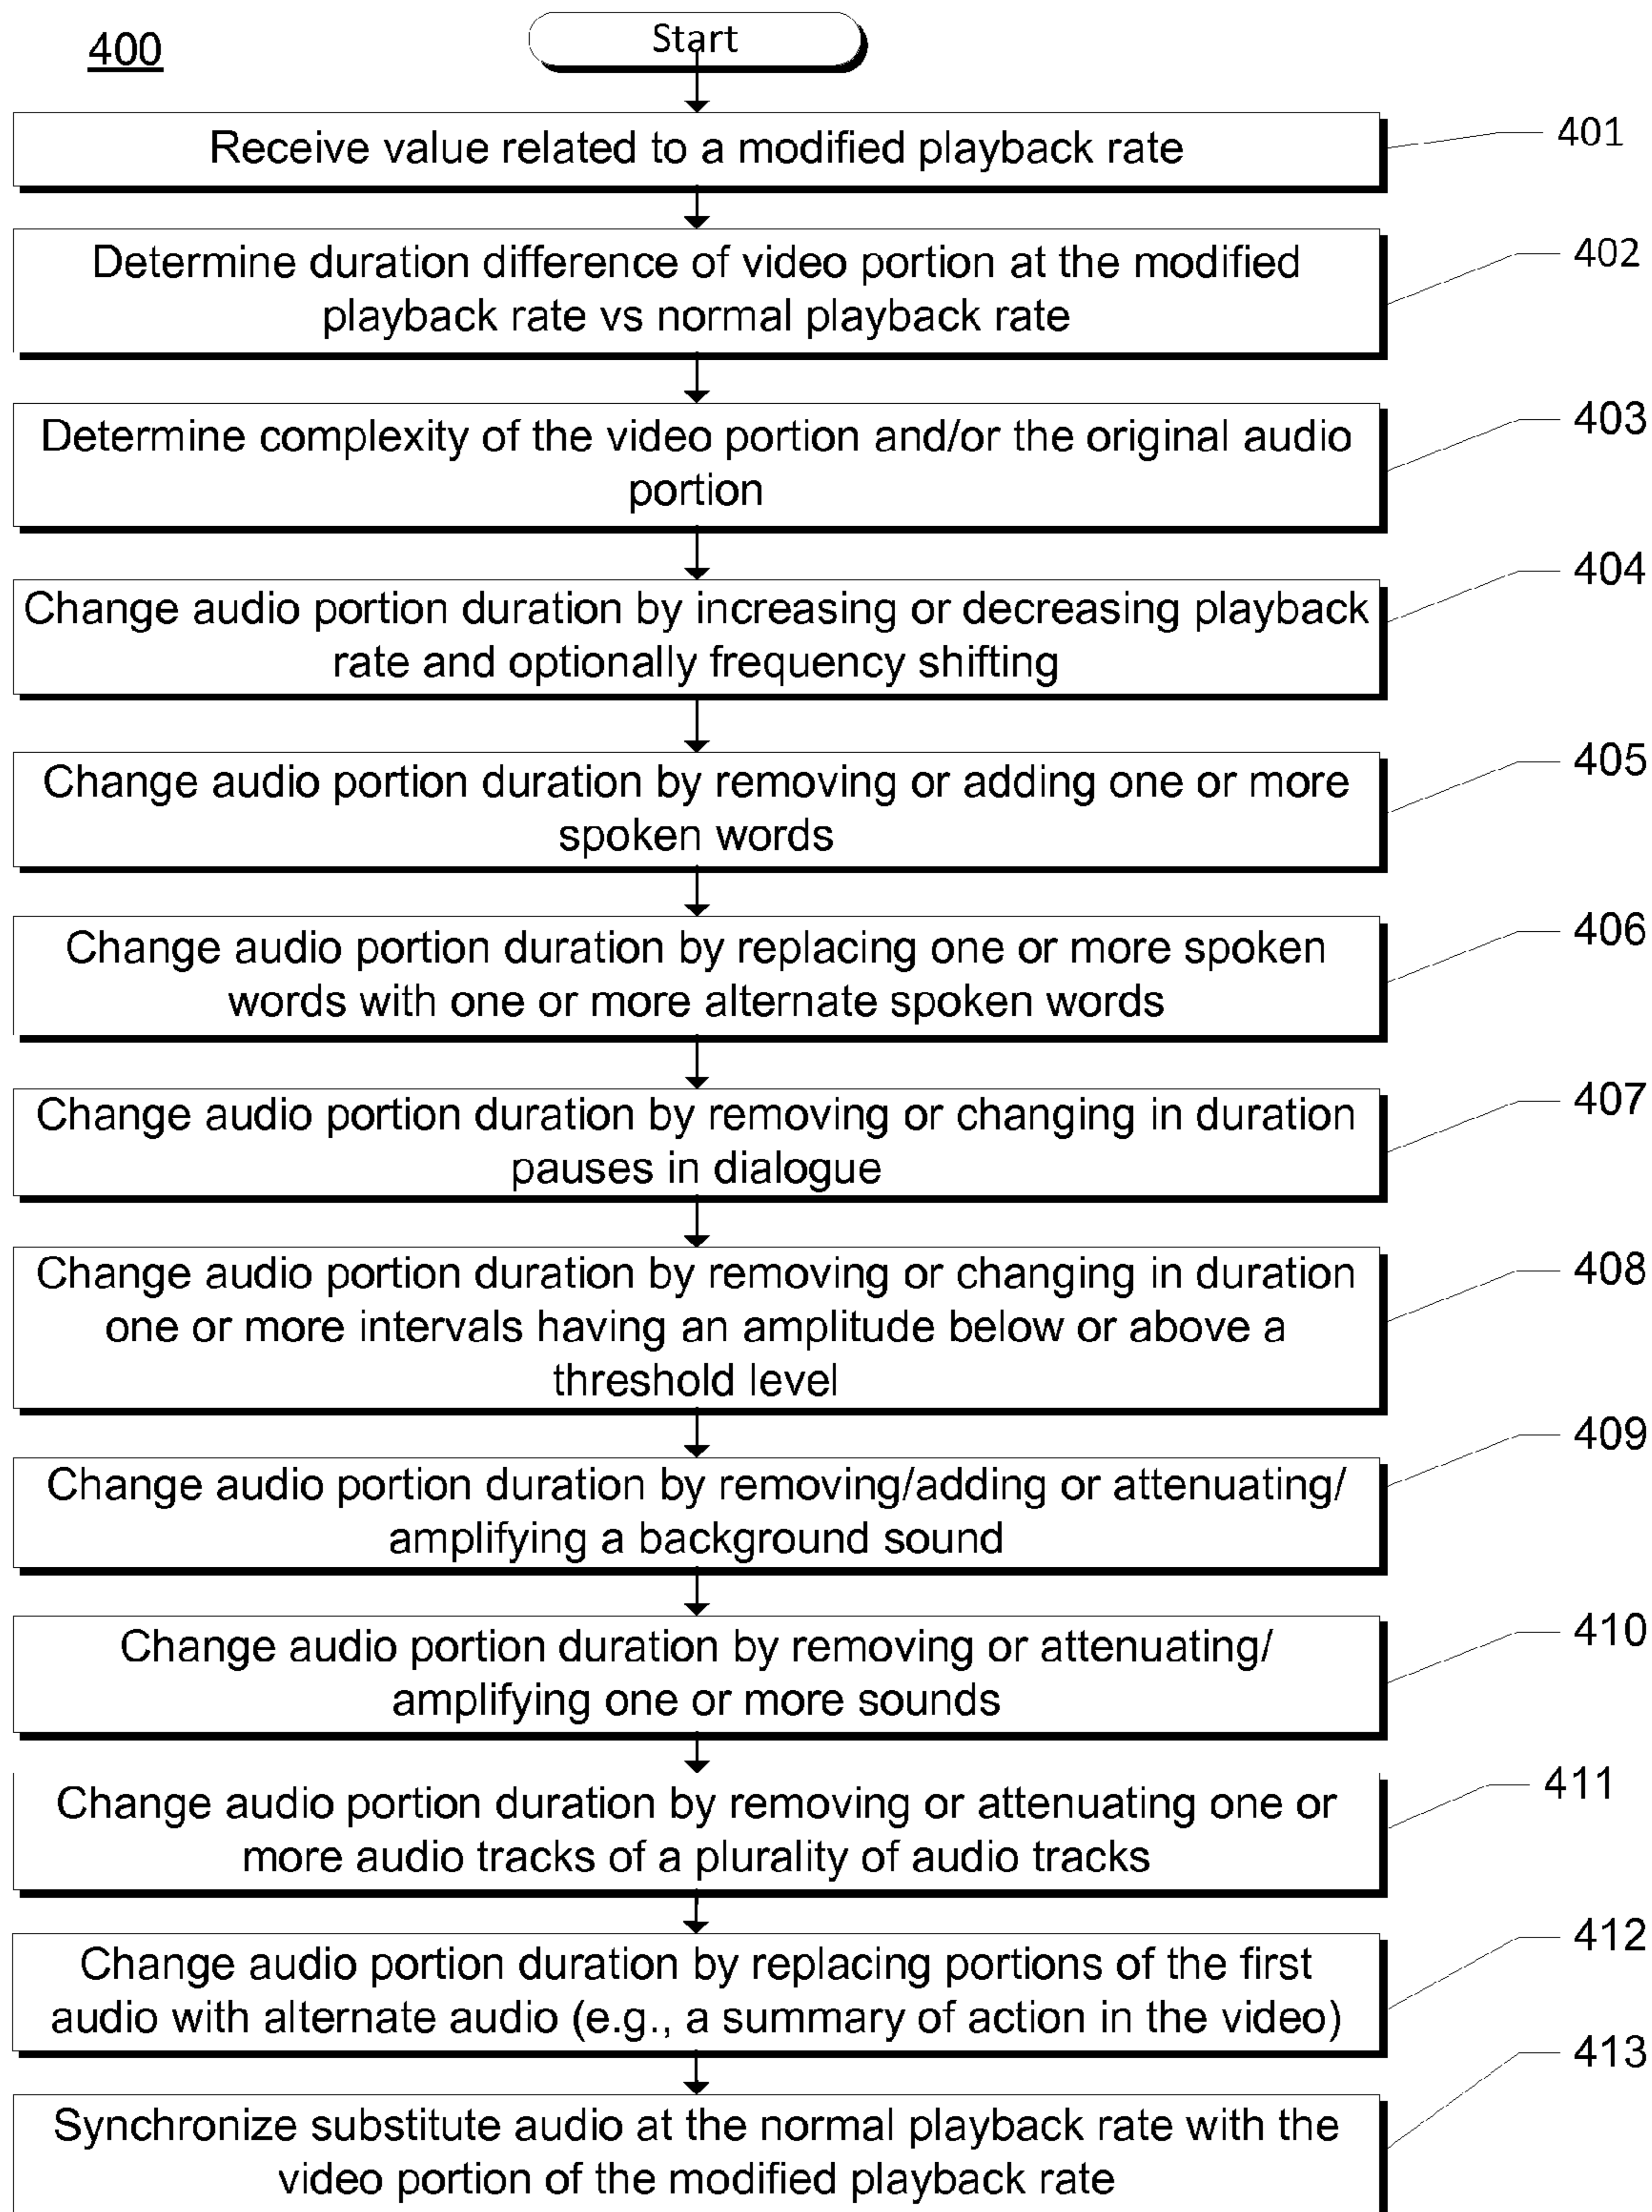 400
Start
Receive value related to a modified playback rate
401
Determine duration difference of video portion at the modified
playback rate vs normal playback rate
402
Determine complexity of the video portion and/or the original audio
portion
403
Change audio portion duration by increasing or decreasing playback
rate and optionally frequency shifting
404
Change audio portion duration by removing or adding one or more
spoken words
405
Change audio portion duration by replacing one or more spoken
words with one or more alternate spoken words
406
Change audio portion duration by removing or changing in duration
pauses in dialogue
407
Change audio portion duration by removing or changing in duration
one or more intervals having an amplitude below or above a
threshold level
408
Change audio portion duration by removing/adding or attenuating/
amplifying a background sound
409
Change audio portion duration by removing or attenuating/
amplifying one or more sounds
410
Change audio portion duration by removing or attenuating one or
more audio tracks of a plurality of audio tracks
411
Change audio portion duration by replacing portions of the first
audio with alternate audio (e.g., a summary of action in the video)
412
Synchronize substitute audio at the normal playback rate with the
video portion of the modified playback rate
413